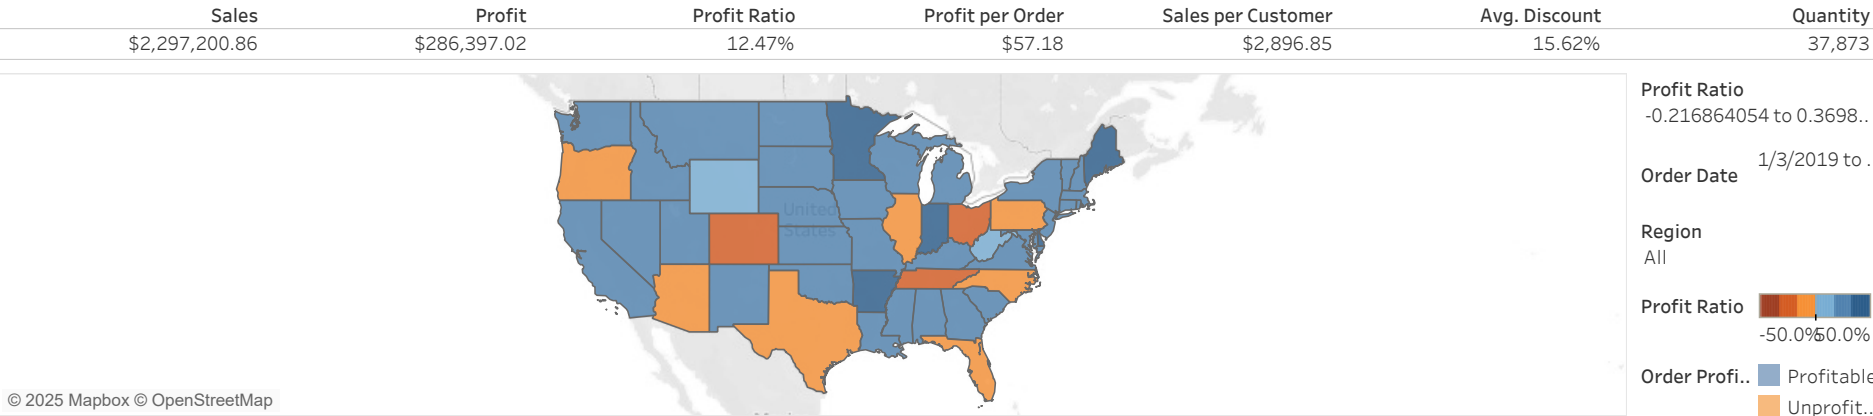 Sales Profit Profit Ratio Profit per Order Sales per Customer Avg. Discount Quantity
$2,297,200.86 $286,397.02 12.47% $57.18 $2,896.85 15.62% 37,873
Profit Ratio
-0.216864054 to 0.3698..
Order Date 1/3/2019 to .
Region
All
United
States
Profit Ratio
-50.0% 50.0%
Order Profi.. Profitable
Unprofit..
© 2025 Mapbox © OpenStreetMap